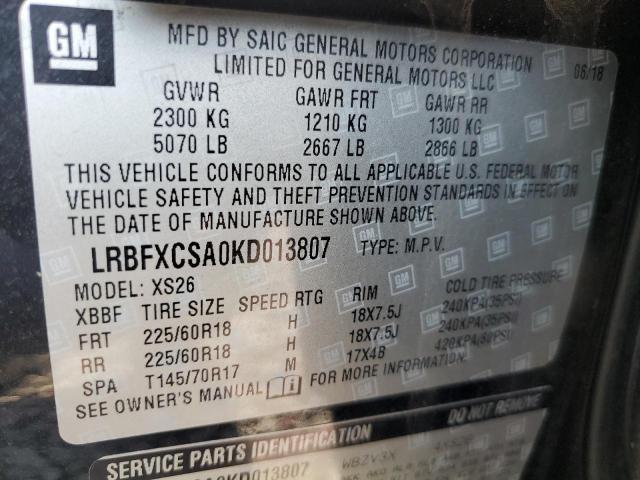 GM
MFD BY SAIC GENERAL MOTORS CORPORATION
LIMITED FOR GENERAL MOTORS LLC 06/18
GVWR GAWR FRT GAWR RR
2300 KG 1210 KG 1300 KG
5070 LB 2667 LB 2866 LB
THIS VEHICLE CONFORMS TO ALL APPLICABLE U.S. FEDERAL MOTOR
VEHICLE SAFETY AND THEFT PREVENTION STANDARDS IN EFFECT ON
THE DATE OF MANUFACTURE SHOWN ABOVE.
LRBFXCSA0KD013807 TYPE: M.P.V.
MODEL: XS26
XBBF TIRE SIZE SPEED RTG RIM COLD TIRE PRESSURE
FRT 225/60R18 H 18X7.5J 240KPA(35PSI)
RR 225/60R18 H 18X7.5J 240KPA(35PSI)
SPA T145/70R17 M 17X4B 420KPA(62PSI)
SEE OWNER'S MANUAL FOR MORE INFORMATION.
SERVICE PARTS IDENTIFICATION DO NOT REMOVE
SA0KD013807 WBZV3X 4XS26